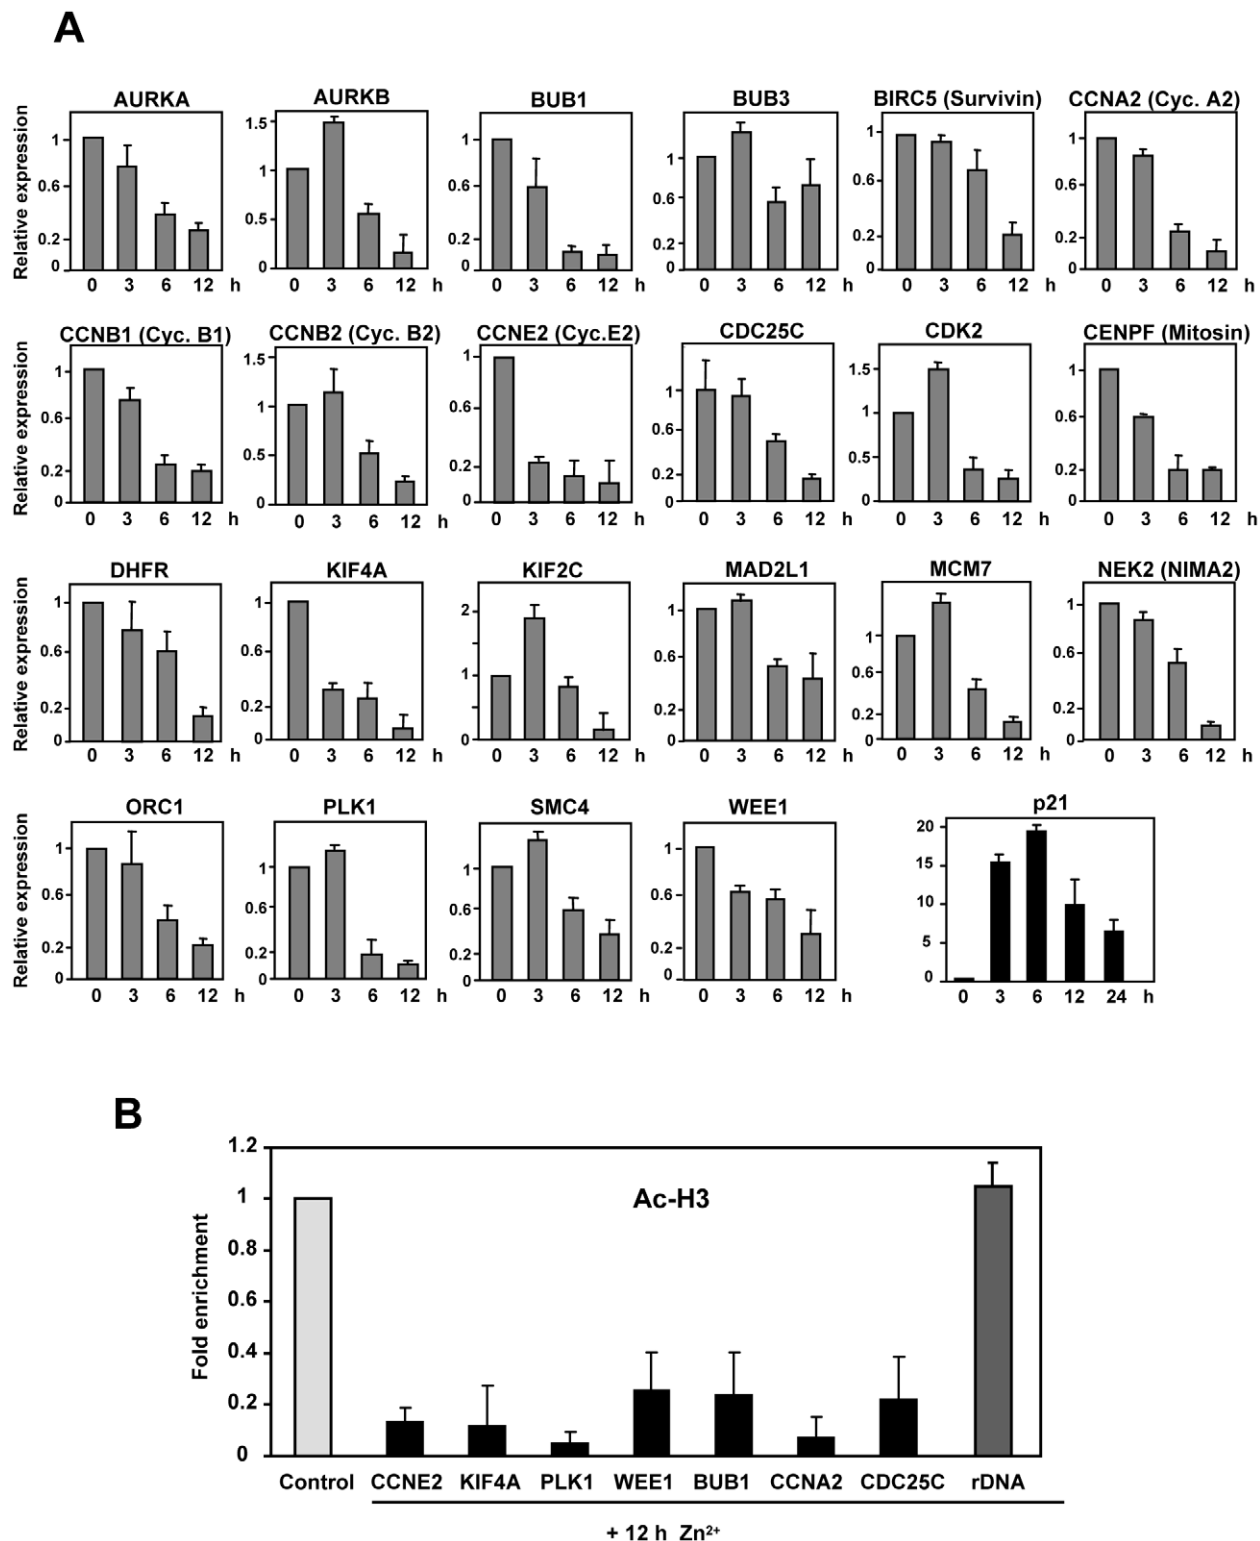 A
AURKA AURKB BUB1 BUB3 BIRC5 (Survivin) CCNA2 (Cyc. A2)
Relative expression
1 0.6 0.2 0
1.5 1 0.5 0
1 0.6 0.2 0
1 0.6 0.2 0
1 0.6 0.2 0
1 0.6 0.2 0
0 3 6 12 h 0 3 6 12 h 0 3 6 12 h 0 3 6 12 h 0 3 6 12 h 0 3 6 12 h
CCNB1 (Cyc. B1) CCNB2 (Cyc. B2) CCNE2 (Cyc.E2) CDC25C CDK2 CENPF (Mitosin)
Relative expression
1 0.6 0.2 0
1.5 1 0.5 0
1 0.6 0.2 0
1 0.6 0.2 0
1.5 1 0.5 0
1 0.6 0.2 0
0 3 6 12 h 0 3 6 12 h 0 3 6 12 h 0 3 6 12 h 0 3 6 12 h 0 3 6 12 h
DHFR KIF4A KIF2C MAD2L1 MCM7 NEK2 (NIMA2)
Relative expression
1 0.6 0.2 0
1 0.6 0.2 0
2 1 0
1 0.6 0.2 0
1 0.6 0.2 0
1 0.6 0.2 0
0 3 6 12 h 0 3 6 12 h 0 3 6 12 h 0 3 6 12 h 0 3 6 12 h 0 3 6 12 h
ORC1 PLK1 SMC4 WEE1 p21
Relative expression
1 0.6 0.2 0
1 0.6 0.2 0
1 0.6 0.2 0
1 0.6 0.2 0
20 15 10 5 0
0 3 6 12 h 0 3 6 12 h 0 3 6 12 h 0 3 6 12 h 0 3 6 12 24 h
B
Ac-H3
Fold enrichment
1.2
1
0.8
0.6
0.4
0.2
0
Control CCNE2 KIF4A PLK1 WEE1 BUB1 CCNA2 CDC25C rDNA
+ 12 h Zn²⁺